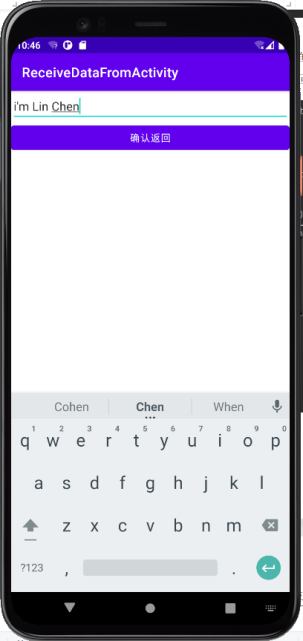 10:46
ReceiveDataFromActivity
i'm Lin Chen
确认返回
Cohen Chen When
1 2 3 4 5 6 7 8 9 0
q w e r t y u i o p
a s d f g h j k l
z x c v b n m
?123 , .